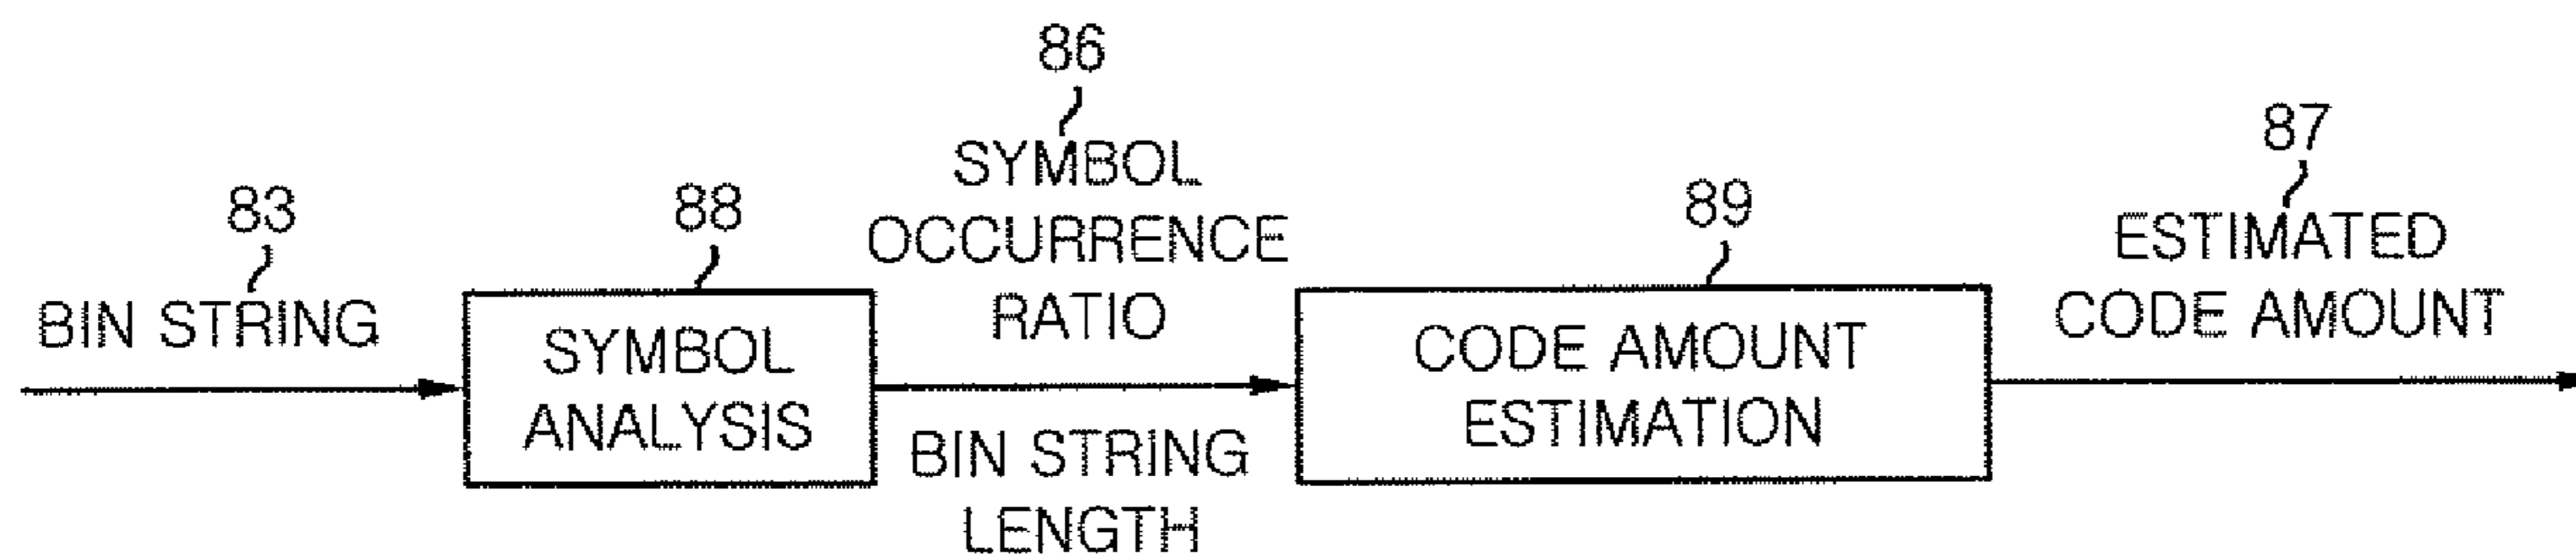 83
BIN STRING
88
SYMBOL
ANALYSIS
86
SYMBOL
OCCURRENCE
RATIO
BIN STRING
LENGTH
89
CODE AMOUNT
ESTIMATION
87
ESTIMATED
CODE AMOUNT